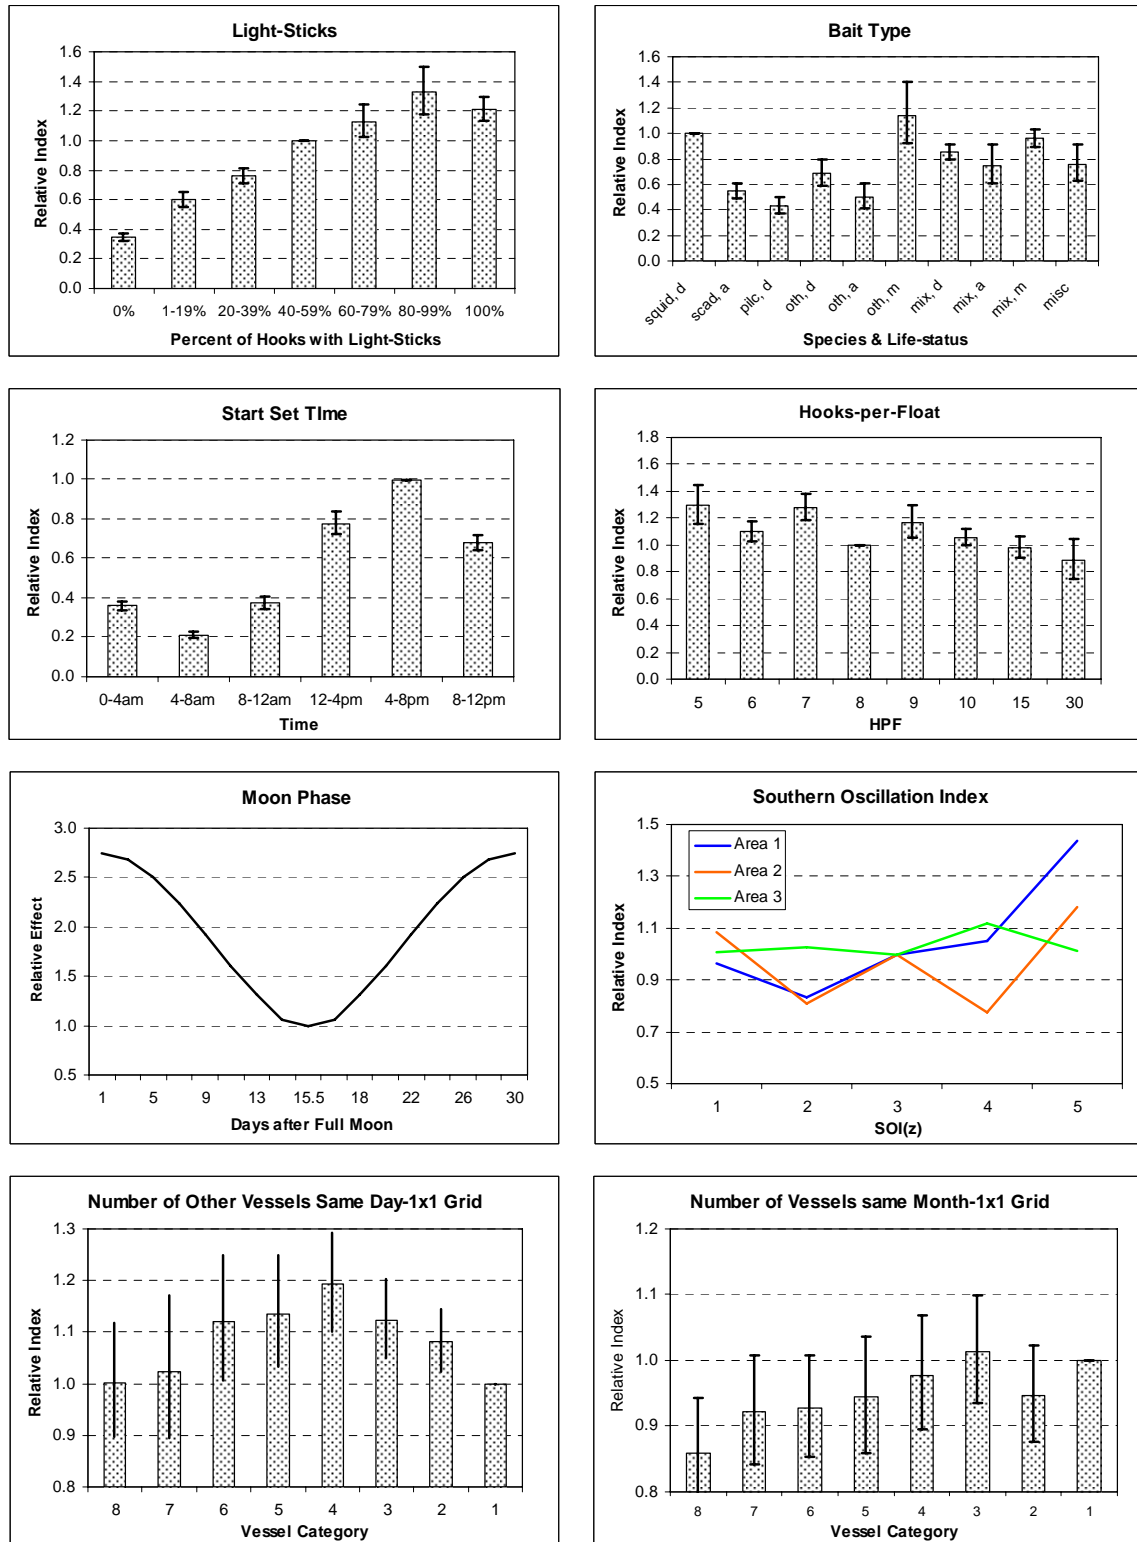 Light-Sticks
1.6
1.4
1.2
1.0
0.8
0.6
0.4
0.2
0.0
Relative Index
0% 1-19% 20-39% 40-59% 60-79% 80-99% 100%
Percent of Hooks with Light-Sticks
Bait Type
1.6
1.4
1.2
1.0
0.8
0.6
0.4
0.2
0.0
Relative Index
squid, d scad, a pilc, d oth, d oth, a oth, m mix, d mix, a mix, m misc
Species & Life-status
Start Set TIme
1.2
1.0
0.8
0.6
0.4
0.2
0.0
Relative Index
0-4am 4-8am 8-12am 12-4pm 4-8pm 8-12pm
Time
Hooks-per-Float
1.8
1.6
1.4
1.2
1.0
0.8
0.6
0.4
0.2
0.0
Relative Index
5 6 7 8 9 10 15 30
HPF
Moon Phase
3.0
2.5
2.0
1.5
1.0
0.5
Relative Effect
1 5 9 13 15.5 18 22 26 30
Days after Full Moon
Southern Oscillation Index
1.5
1.3
1.1
0.9
0.7
0.5
Relative Index
Area 1
Area 2
Area 3
1 2 3 4 5
SOI(z)
Number of Other Vessels Same Day-1x1 Grid
1.3
1.2
1.1
1.0
0.9
0.8
Relative Index
8 7 6 5 4 3 2 1
Vessel Category
Number of Vessels same Month-1x1 Grid
1.2
1.1
1.0
0.9
0.8
Relative Index
8 7 6 5 4 3 2 1
Vessel Category